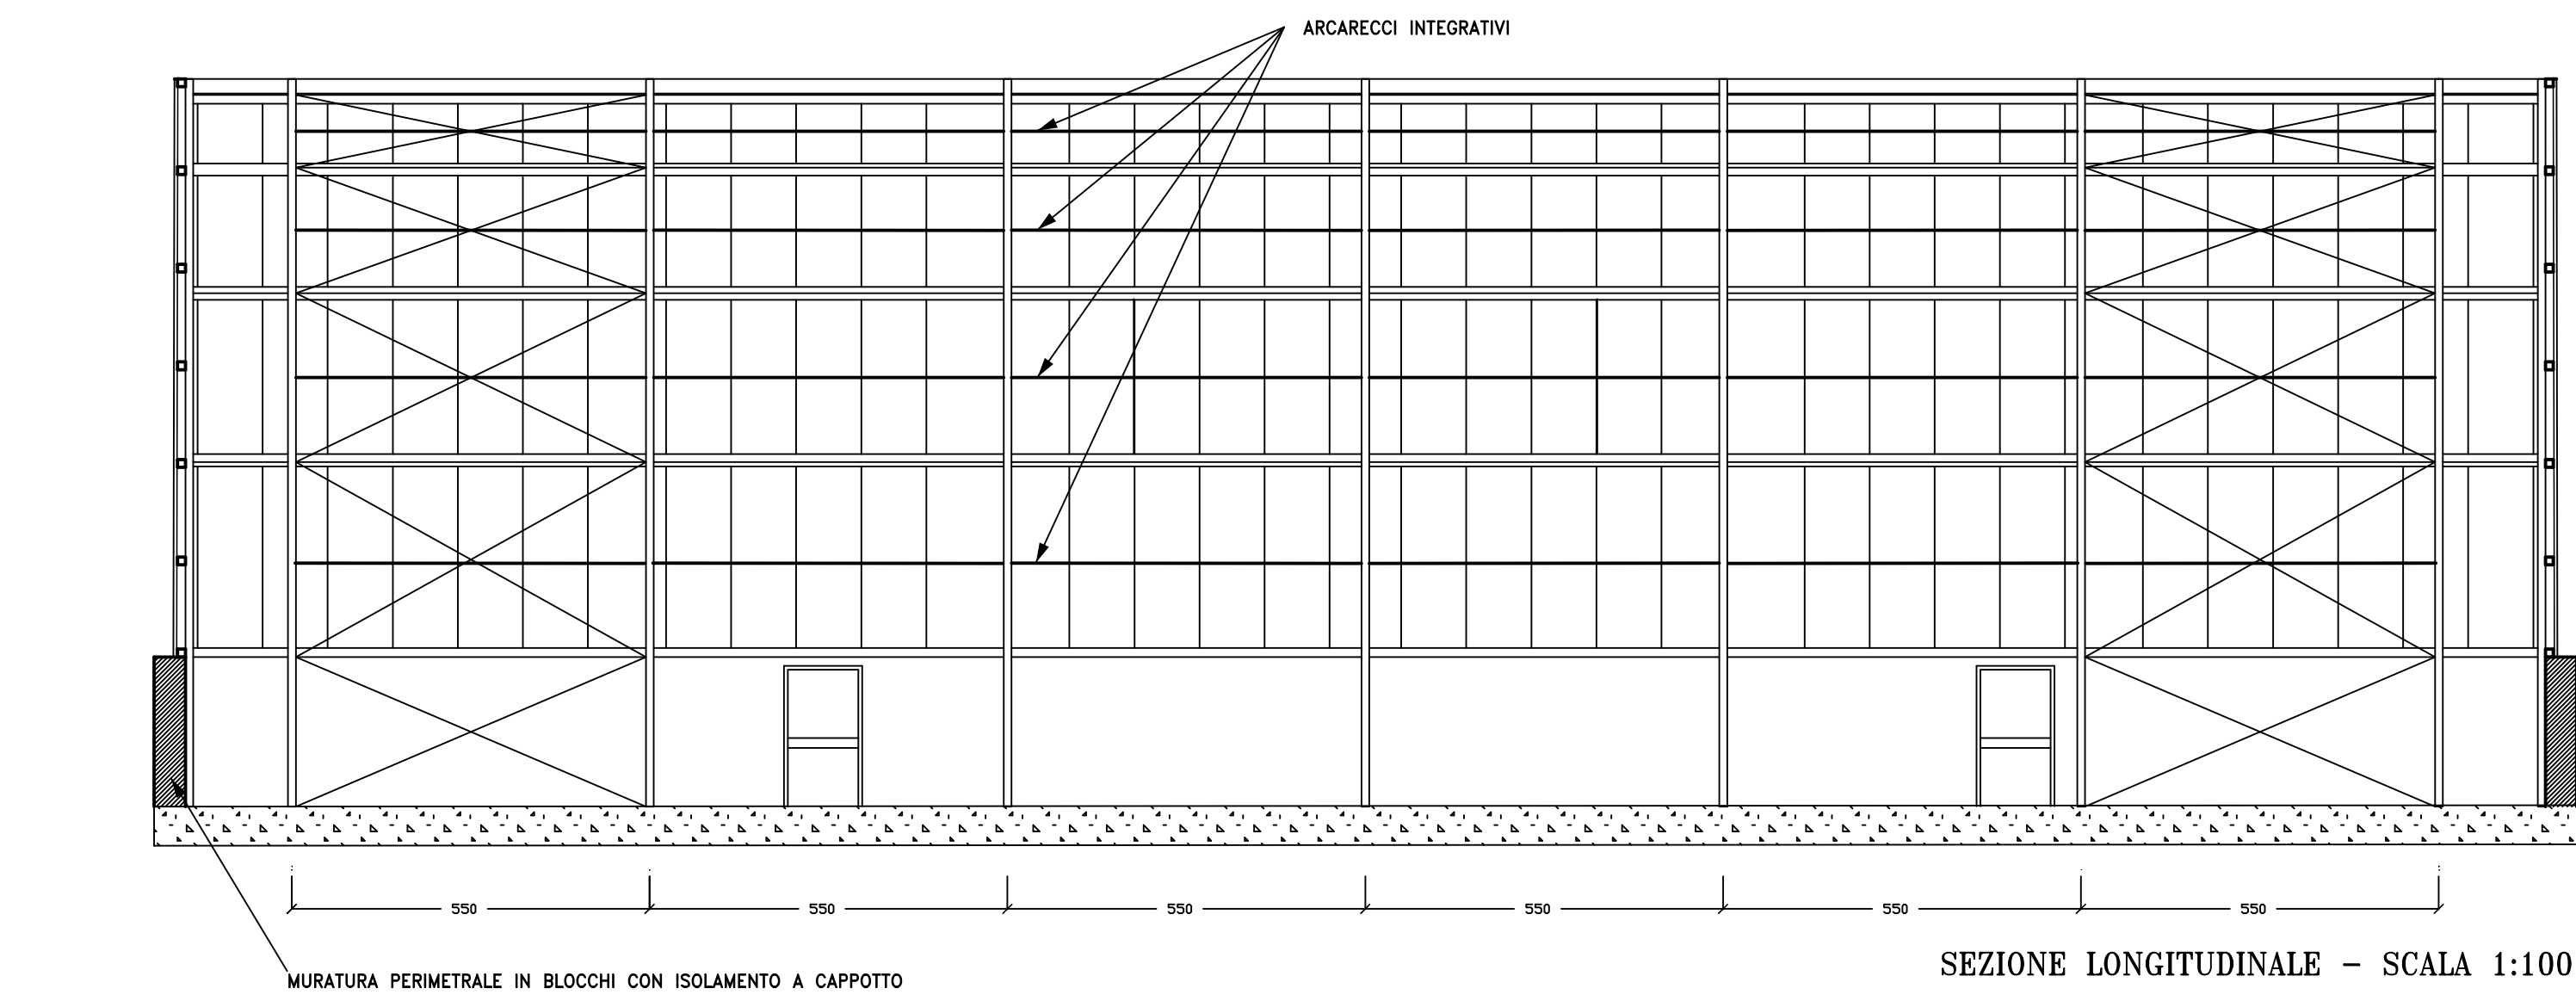 ARCARECCI INTEGRATIVI
550 550 550 550 550 550
SEZIONE LONGITUDINALE – SCALA 1:100
MURATURA PERIMETRALE IN BLOCCHI CON ISOLAMENTO A CAPPOTTO